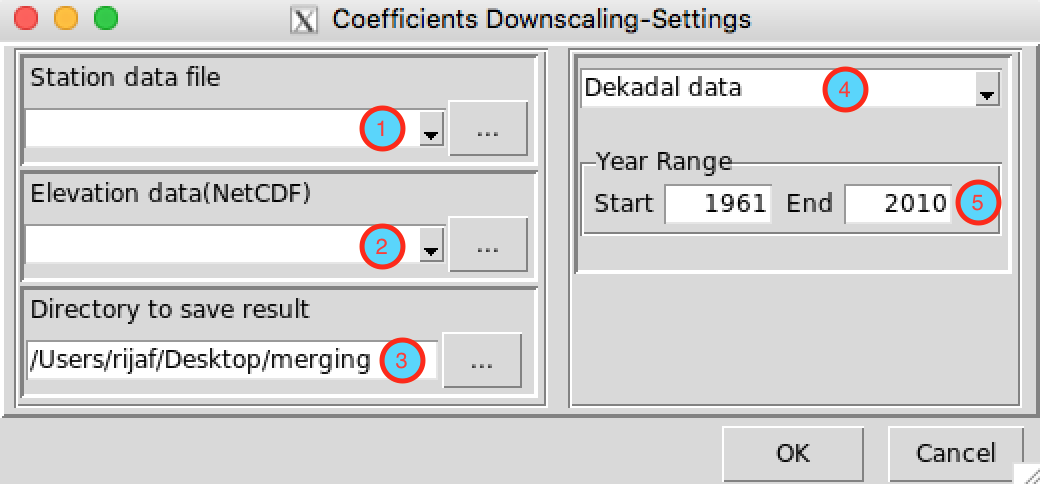 Coefficients Downscaling-Settings
Station data file
1
...
Elevation data(NetCDF)
2
...
Directory to save result
/Users/rijaf/Desktop/merging 3
...
Dekadal data 4
Year Range
Start 1961 End 2010 5
OK Cancel